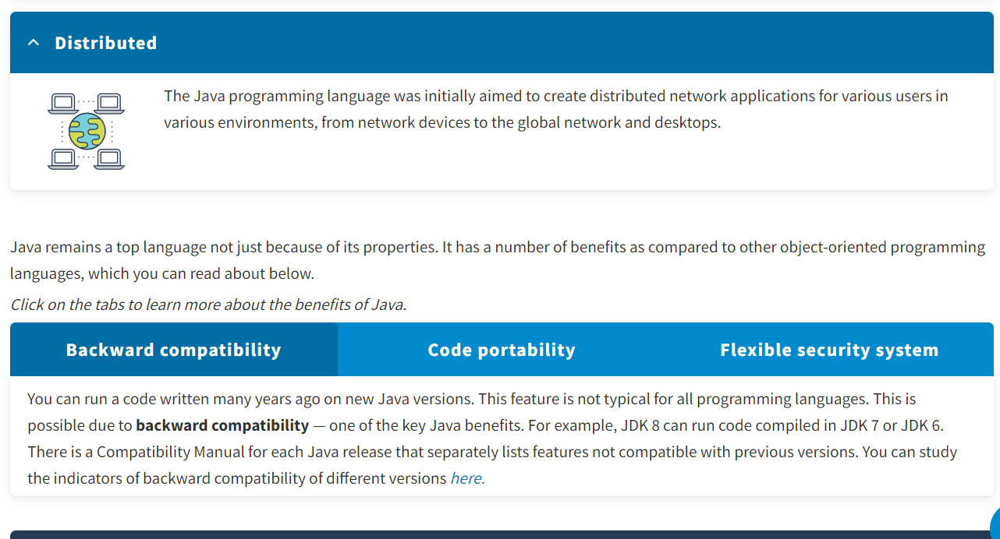 Distributed
The Java programming language was initially aimed to create distributed network applications for various users in
various environments, from network devices to the global network and desktops.
Java remains a top language not just because of its properties. It has a number of benefits as compared to other object-oriented programming
languages, which you can read about below.
Click on the tabs to learn more about the benefits of Java.
Backward compatibility
Code portability
Flexible security system
You can run a code written many years ago on new Java versions. This feature is not typical for all programming languages. This is
possible due to backward compatibility — one of the key Java benefits. For example, JDK 8 can run code compiled in JDK 7 or JDK 6.
There is a Compatibility Manual for each Java release that separately lists features not compatible with previous versions. You can study
the indicators of backward compatibility of different versions here.